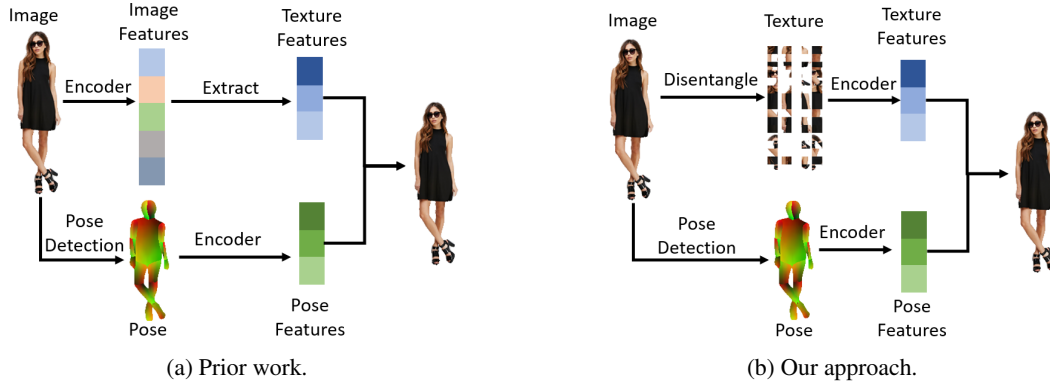 Image
Image
Features
Texture
Features
Encoder
Extract
Pose
Detection
Encoder
Pose
Pose
Features
(a) Prior work.
Image
Texture
Texture
Features
Disentangle
Encoder
Pose
Detection
Encoder
Pose
Pose
Features
(b) Our approach.